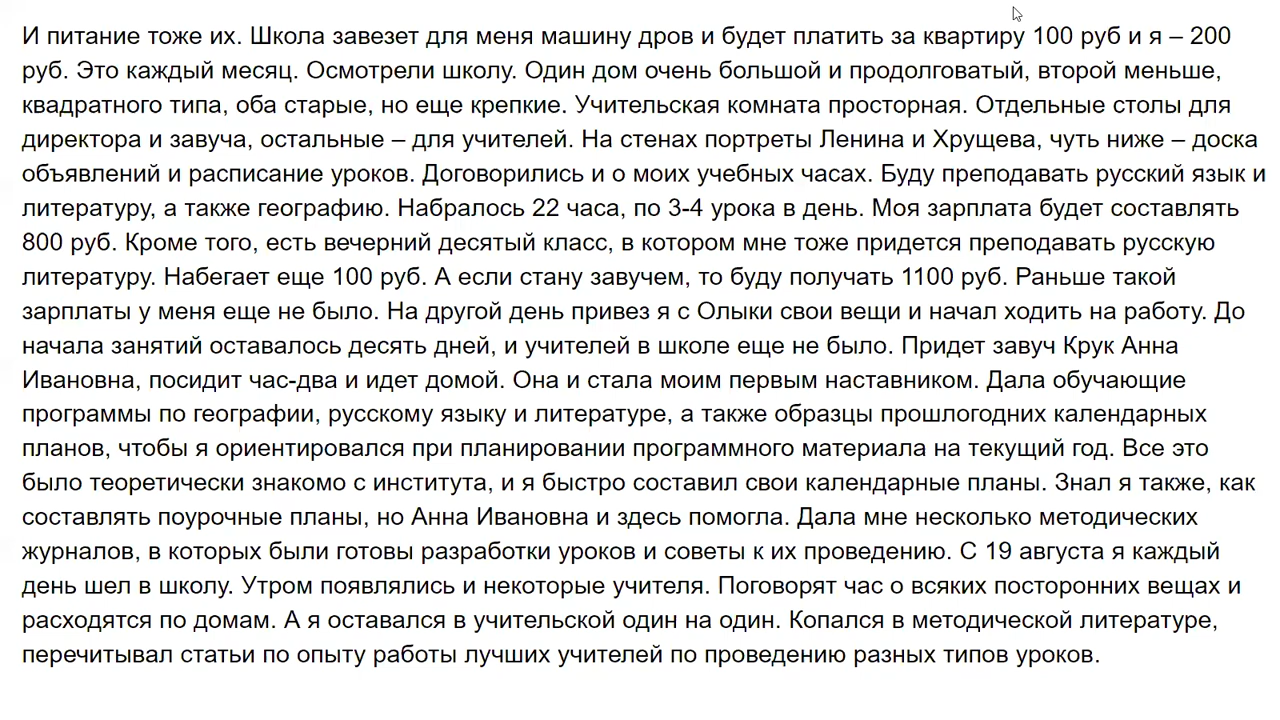 И питание тоже их. Школа завезет для меня машину дров и будет платить за квартиру 100 руб и я – 200
руб. Это каждый месяц. Осмотрели школу. Один дом очень большой и продолговатый, второй меньше,
квадратного типа, оба старые, но еще крепкие. Учительская комната просторная. Отдельные столы для
директора и завуча, остальные – для учителей. На стенах портреты Ленина и Хрущева, чуть ниже – доска
объявлений и расписание уроков. Договорились и о моих учебных часах. Буду преподавать русский язык и
литературу, а также географию. Набралось 22 часа, по 3-4 урока в день. Моя зарплата будет составлять
800 руб. Кроме того, есть вечерний десятый класс, в котором мне тоже придется преподавать русскую
литературу. Набегает еще 100 руб. А если стану завучем, то буду получать 1100 руб. Раньше такой
зарплаты у меня еще не было. На другой день привез я с Олыки свои вещи и начал ходить на работу. До
начала занятий оставалось десять дней, и учителей в школе еще не было. Придет завуч Крук Анна
Ивановна, посидит час-два и идет домой. Она и стала моим первым наставником. Дала обучающие
программы по географии, русскому языку и литературе, а также образцы прошлогодних календарных
планов, чтобы я ориентировался при планировании программного материала на текущий год. Все это
было теоретически знакомо с института, и я быстро составил свои календарные планы. Знал я также, как
составлять поурочные планы, но Анна Ивановна и здесь помогла. Дала мне несколько методических
журналов, в которых были готовы разработки уроков и советы к их проведению. С 19 августа я каждый
день шел в школу. Утром появлялись и некоторые учителя. Поговорят час о всяких посторонних вещах и
расходятся по домам. А я оставался в учительской один на один. Копался в методической литературе,
перечитывал статьи по опыту работы лучших учителей по проведению разных типов уроков.